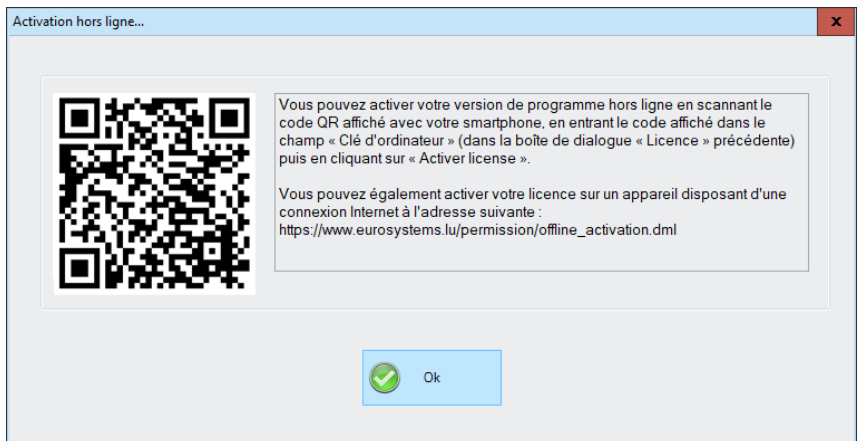 Activation hors ligne...
x
Vous pouvez activer votre version de programme hors ligne en scannant le
code QR affiché avec votre smartphone, en entrant le code affiché dans le
champ « Clé d'ordinateur » (dans la boîte de dialogue « Licence » précédente)
puis en cliquant sur « Activer license ».
Vous pouvez également activer votre licence sur un appareil disposant d'une
connexion Internet à l'adresse suivante :
https://www.eurosystems.lu/permission/offline_activation.dml
Ok